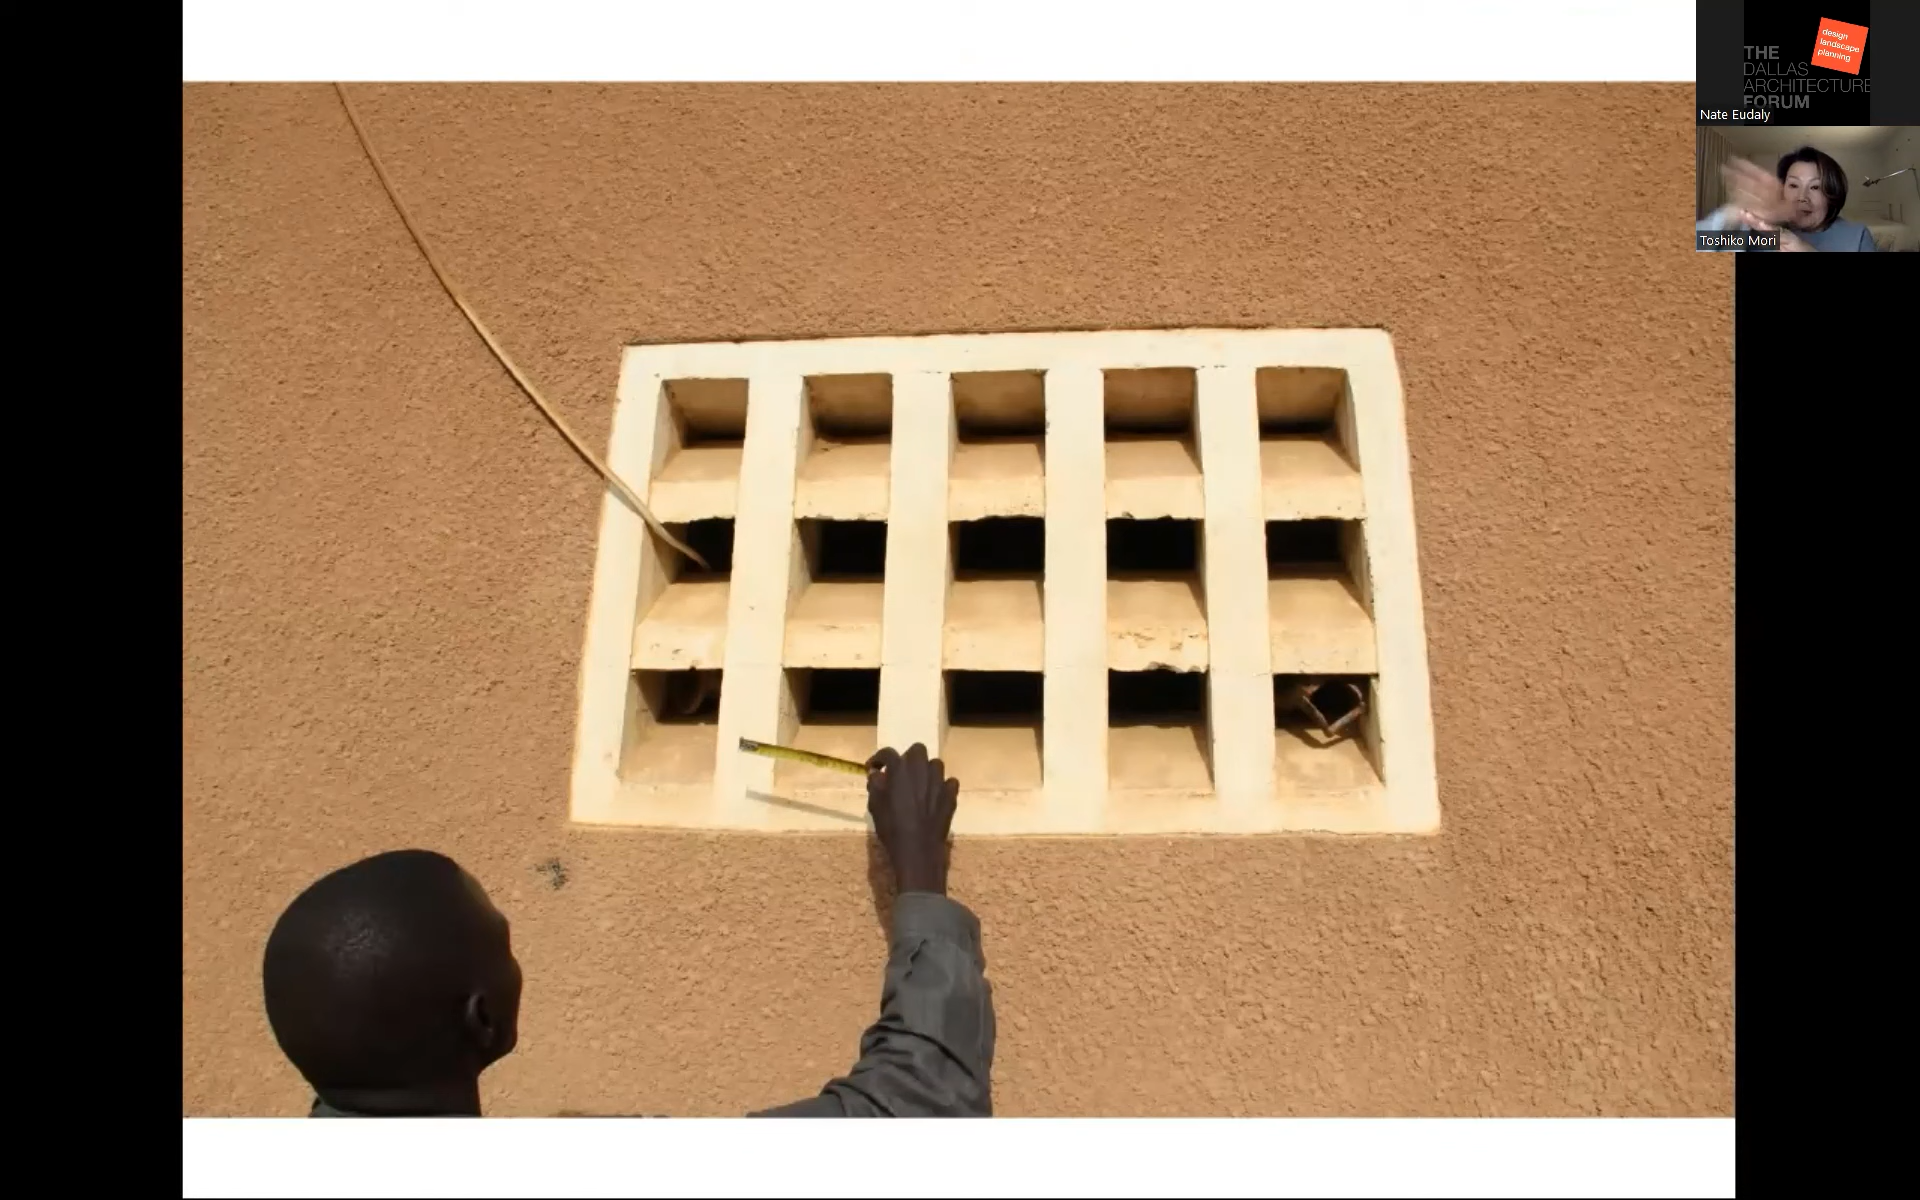 design
landscape
planning
THE
DALLAS
ARCHITECTURE
FORUM
Nate Eudaly
Toshiko Mori